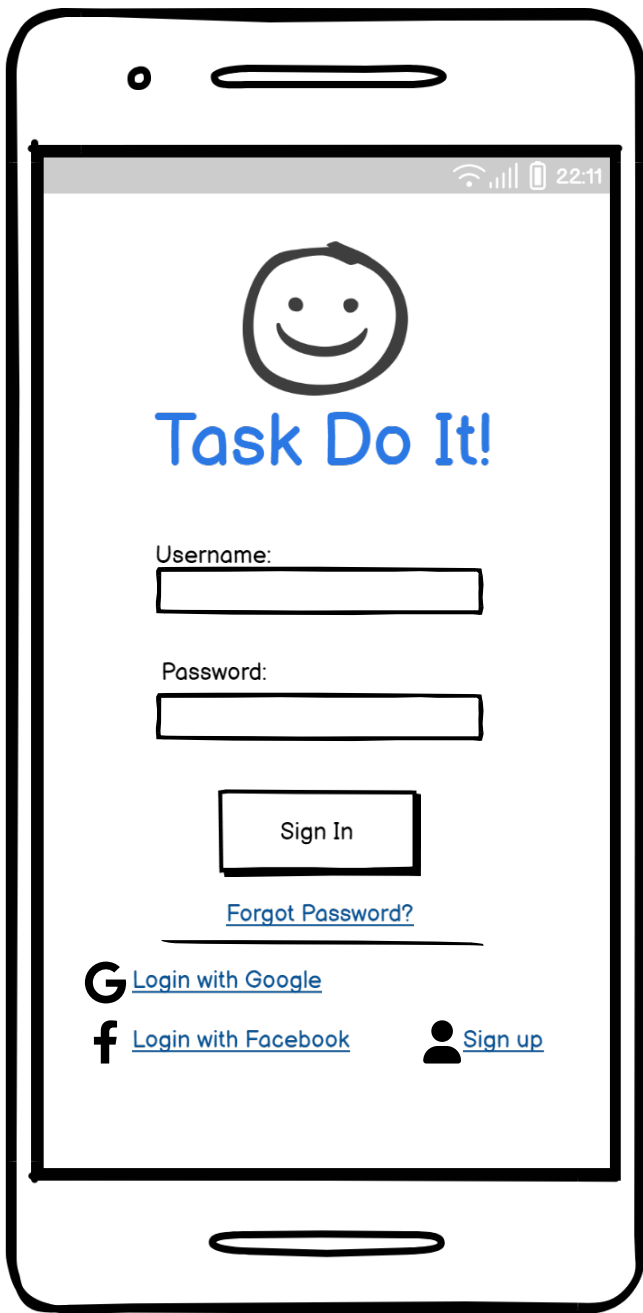 22:11
Task Do It!
Username:
Password:
Sign In
Forgot Password?
Login with Google
Login with Facebook
Sign up